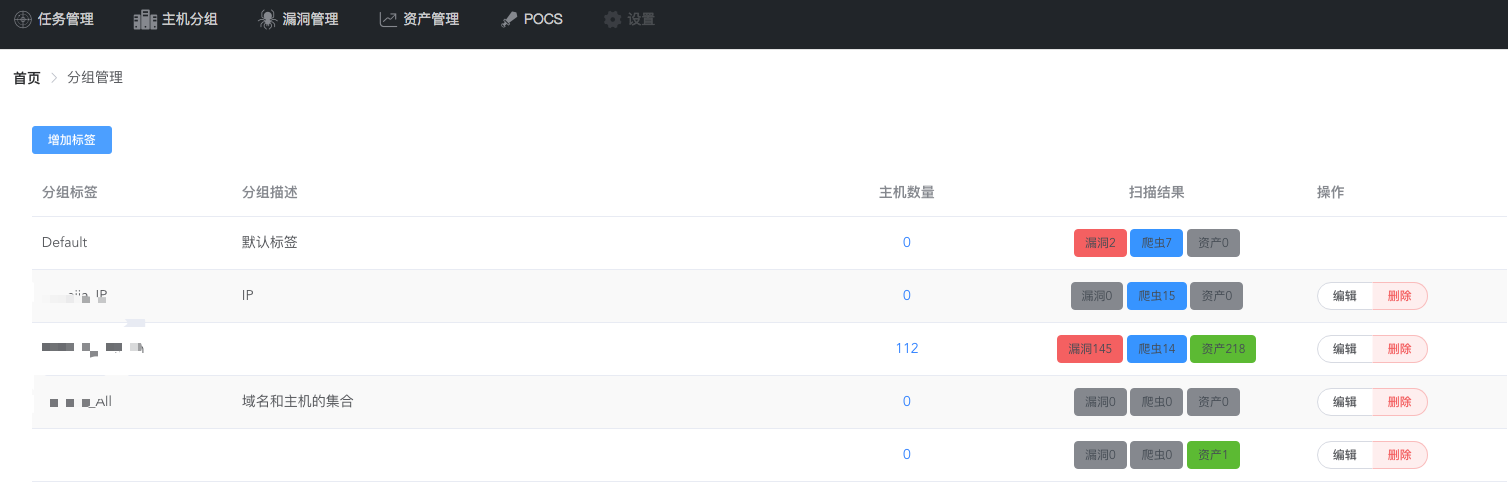 任务管理 主机分组 漏洞管理 资产管理 POCS 设置
首页 分组管理
增加标签
分组标签 分组描述 主机数量 扫描结果 操作
Default 默认标签 0 漏洞2 爬虫7 资产0
IP IP 0 漏洞0 爬虫15 资产0 编辑 删除
112 漏洞145 爬虫14 资产218 编辑 删除
_All 域名和主机的集合 0 漏洞0 爬虫0 资产0 编辑 删除
0 漏洞0 爬虫0 资产1 编辑 删除